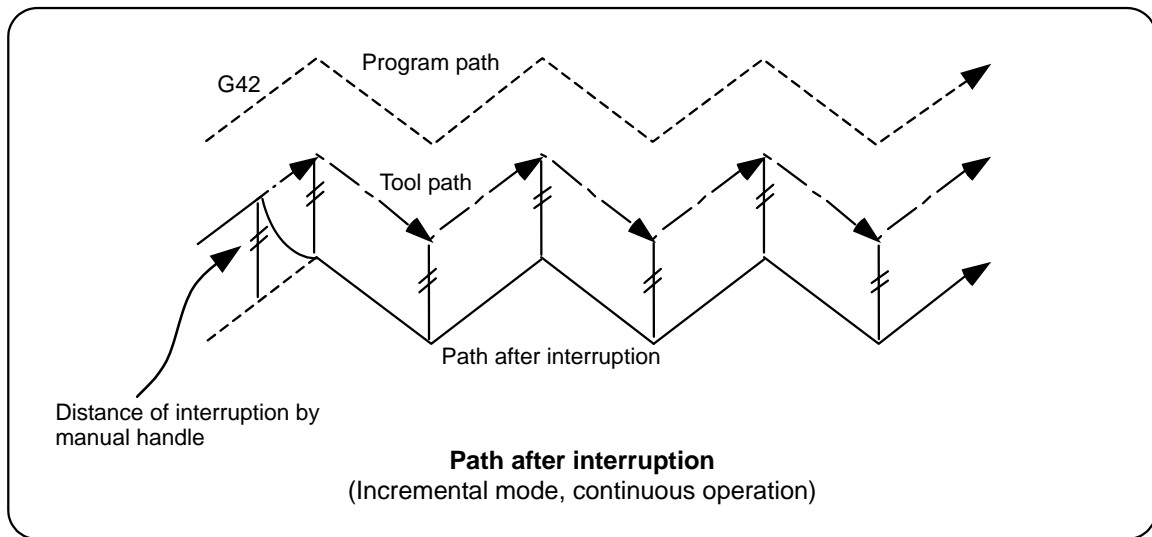 Program path
G42
Tool path
Path after interruption
Distance of interruption by
manual handle
Path after interruption
(Incremental mode, continuous operation)